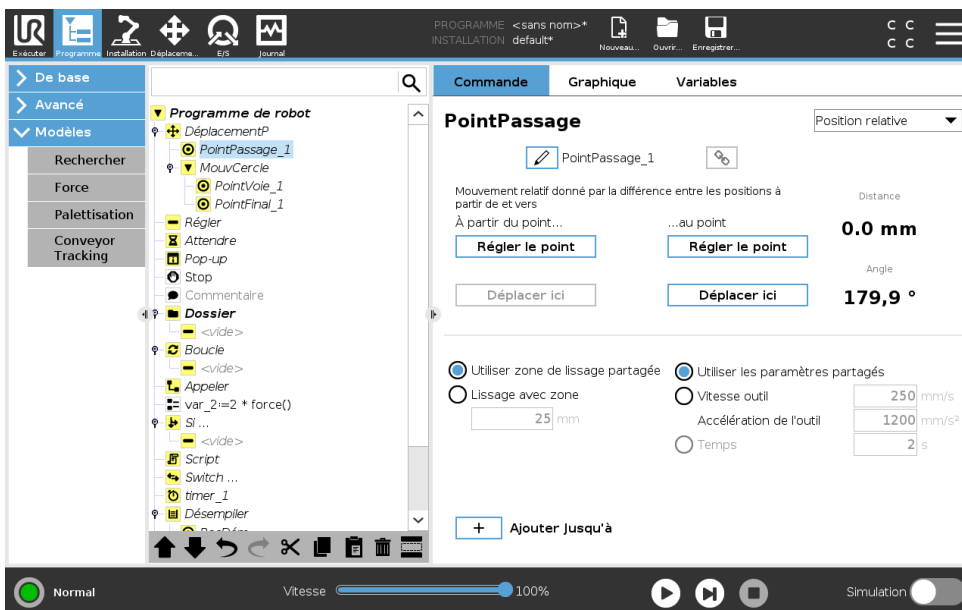 UR
Exécuter
Programme
Installation
Déplaceme...
E/S
Journal
PROGRAMME <sans nom>*
INSTALLATION default*
Nouveau...
Ouvrir...
Enregistrer...
C C
C C
De base
Avancé
Modèles
Rechercher
Force
Palettisation
Conveyor
Tracking
Programme de robot
DéplacementP
PointPassage_1
MouvCercle
PointVoie_1
PointFinal_1
Régler
Attendre
Pop-up
Stop
Commentaire
Dossier
<vide>
Boucle
<vide>
Appeler
var_2:=2 * force()
Si ...
<vide>
Script
Switch ...
timer_1
Désempiler
Commande
Graphique
Variables
PointPassage
Position relative
PointPassage_1
Mouvement relatif donné par la différence entre les positions à
partir de et vers
À partir du point...
...au point
Régler le point
Régler le point
Déplacer ici
Déplacer ici
Distance
0.0 mm
Angle
179,9 °
Utiliser zone de lissage partagée
Lissage avec zone
25 mm
Utiliser les paramètres partagés
Vitesse outil 250 mm/s
Accélération de l'outil 1200 mm/s²
Temps 2 s
+ Ajouter Jusqu'à
Normal
Vitesse
100%
Simulation